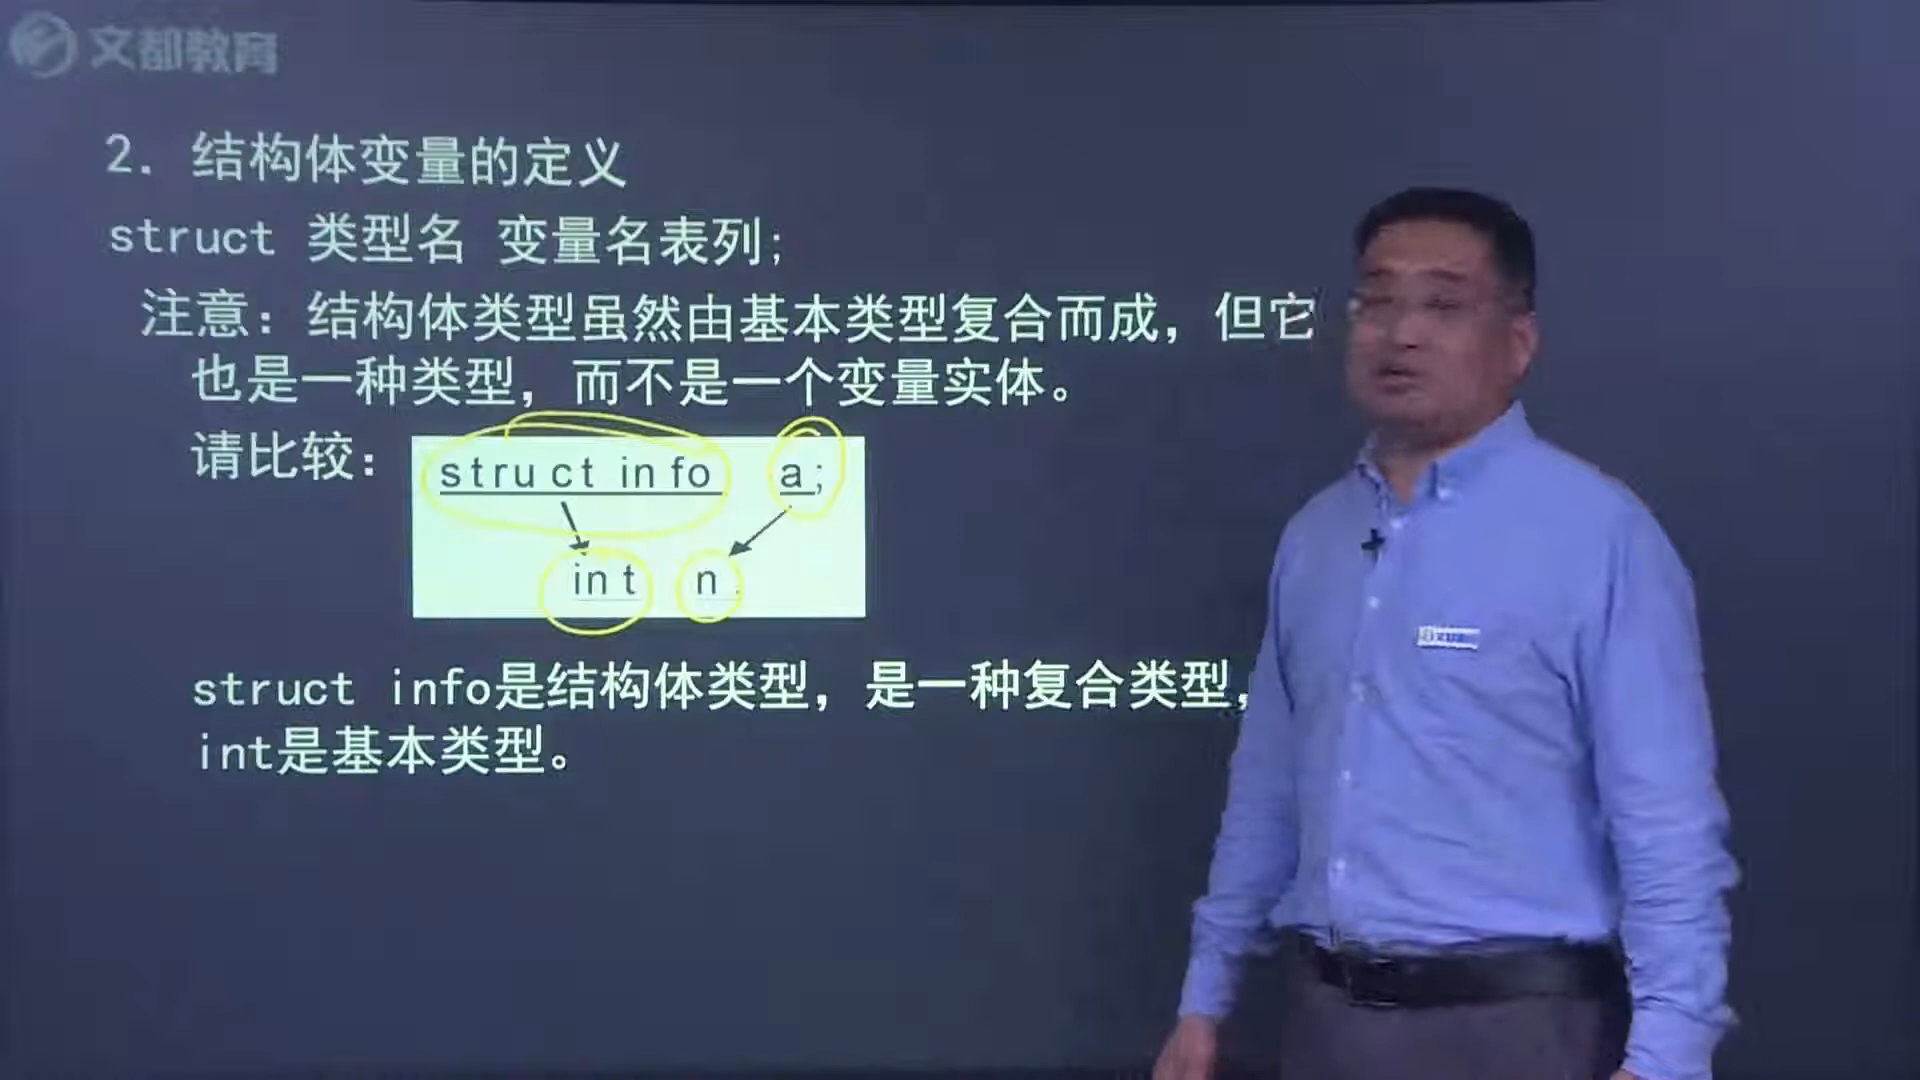 文都教育
2. 结构体变量的定义
struct 类型名 变量名表列;
注意：结构体类型虽然由基本类型复合而成，但它
也是一种类型，而不是一个变量实体。
请比较：
struct info a;
int n
struct info是结构体类型，是一种复合类型，
int是基本类型。